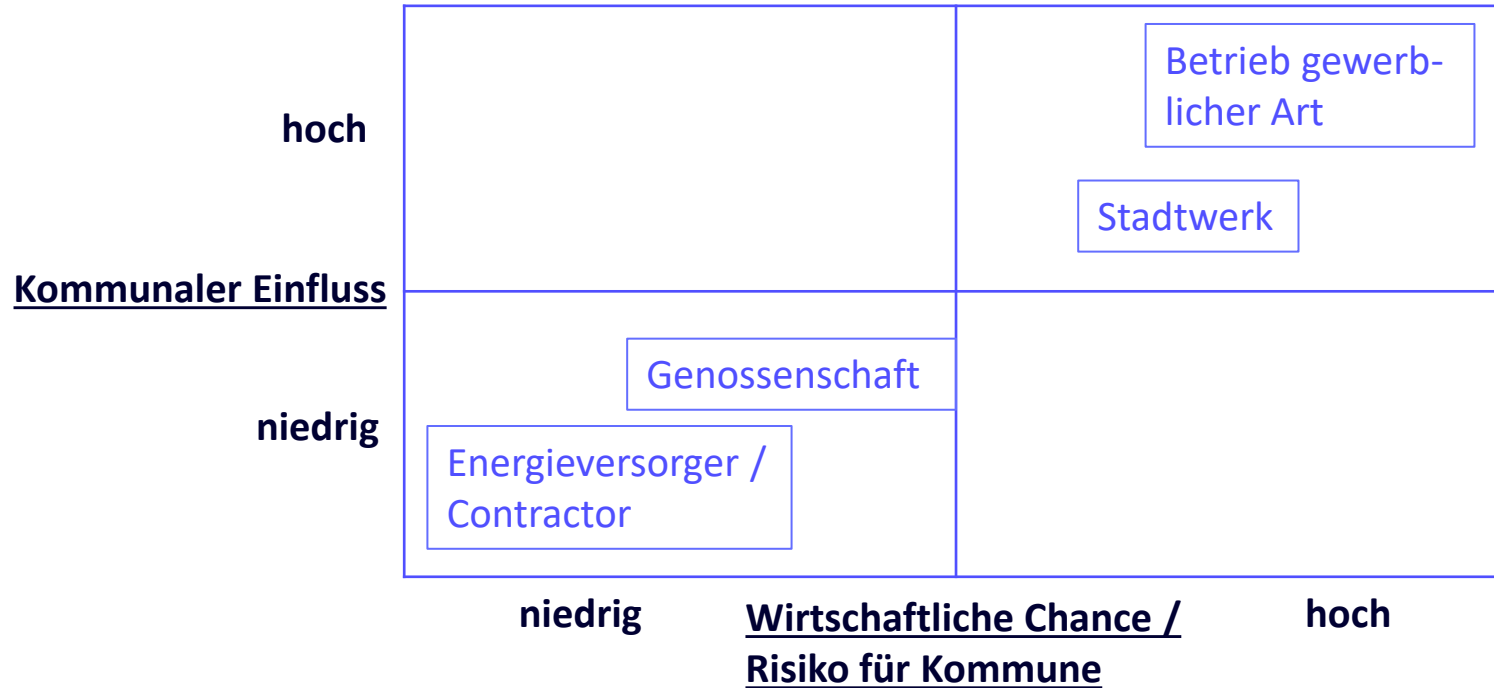 Betrieb gewerb-
licher Art
hoch
Stadtwerk
Kommunaler Einfluss
Genossenschaft
niedrig
Energieversorger /
Contractor
niedrig
Wirtschaftliche Chance /
Risiko für Kommune
hoch